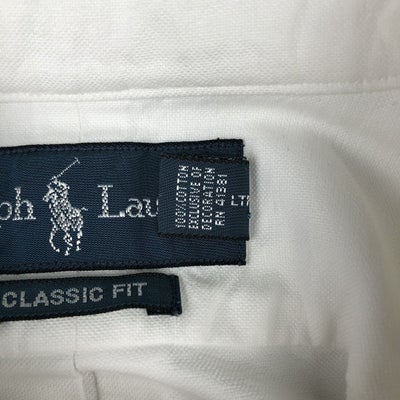 ph Lau LT
100% COTTON
EXCLUSIVE OF
DECORATION
RN 41381
CLASSIC FIT